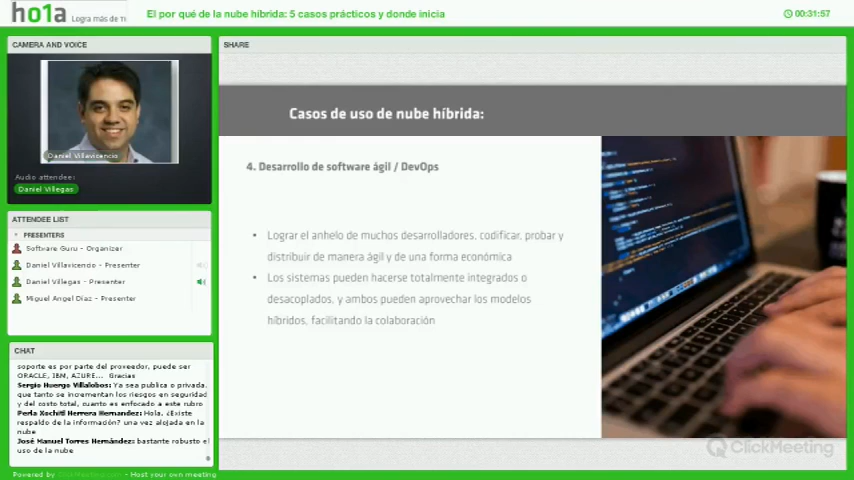 ho1a Logra más de Ti
El por qué de la nube híbrida: 5 casos prácticos y donde inicia
00:31:57
CAMERA AND VOICE
Daniel Villavicencio
Audio attendee:
Daniel Villegas
ATTENDEE LIST
PRESENTERS
Software Guru - Organizer
Daniel Villavicencio - Presenter
Daniel Villegas - Presenter
Miguel Angel Diaz - Presenter
CHAT
soporte es por parte del proveedor, puede ser
ORACLE, IBM, AZURE... Gracias
Sergio Huergo Villalobos: Ya sea publica o privada,
que tanto se incrementan los riesgos en seguridad
y del costo total, cuanto es enfocado a este rubro
Perla Xochitl Herrera Hernandez: Hola, ¿Existe
respaldo de la información? una vez alojada en la
nube
José Manuel Torres Hernández: bastante robusto el
uso de la nube
Powered by ClickMeeting.com - Host your own meeting
SHARE
Casos de uso de nube híbrida:
4. Desarrollo de software ágil / DevOps
• Lograr el anhelo de muchos desarrolladores, codificar, probar y
distribuir de manera ágil y de una forma económica
• Los sistemas pueden hacerse totalmente integrados o
desacoplados, y ambos pueden aprovechar los modelos
híbridos, facilitando la colaboración
ClickMeeting